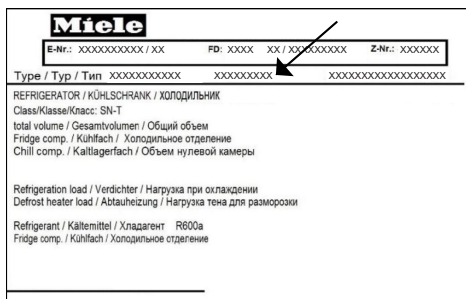 Miele
E-Nr.: XXXXXXXXXX / XX FD: XXXX XX / XXXXXXXXX Z-Nr.: XXXXXX
Type / Typ / Тип XXXXXXXXXXX XXXXXXXXX XXXXXXXXXXXXXXXXXX
REFRIGERATOR / KÜHLSCHRANK / ХОЛОДИЛЬНИК
Class/Klasse/Класс: SN-T
total volume / Gesamtvolumen / Общий объем
Fridge comp. / Kühlfach / Холодильное отделение
Chill comp. / Kaltlagerfach / Объем нулевой камеры
Refrigeration load / Verdichter / Нагрузка при охлаждении
Defrost heater load / Abtauheizung / Нагрузка тена для разморозки
Refrigerant / Kältemittel / Хладагент R600a
Fridge comp. / Kühlfach / Холодильное отделение